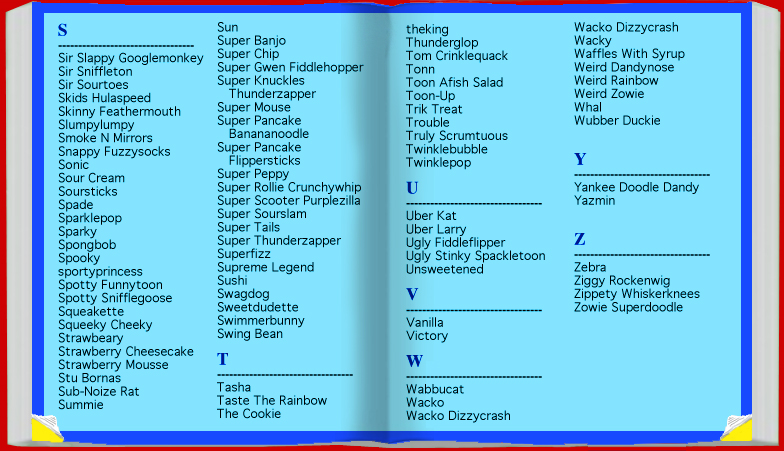 S
----------------------------------
Sir Slappy Googlemonkey
Sir Sniffleton
Sir Sourtoes
Skids Hulaspeed
Skinny Feathermouth
Slumpylumpy
Smoke N Mirrors
Snappy Fuzzysocks
Sonic
Sour Cream
Soursticks
Spade
Sparklepop
Sparky
Spongbob
Spooky
sportyprincess
Spotty Funnytoon
Spotty Snifflegoose
Squeakette
Squeeky Cheeky
Strawbeary
Strawberry Cheesecake
Strawberry Mousse
Stu Bornas
Sub-Noize Rat
Summie
Sun
Super Banjo
Super Chip
Super Gwen Fiddlehopper
Super Knuckles
Thunderzapper
Super Mouse
Super Pancake
Banananoodle
Super Pancake
Flippersticks
Super Peppy
Super Rollie Crunchywhip
Super Scooter Purplezilla
Super Sourslam
Super Tails
Super Thunderzapper
Superfizz
Supreme Legend
Sushi
Swagdog
Sweetdudette
Swimmerbunny
Swing Bean
T
----------------------------------
Tasha
Taste The Rainbow
The Cookie
theking
Thunderglop
Tom Crinklequack
Tonn
Toon Afish Salad
Toon-Up
Trik Treat
Trouble
Truly Scrumtuous
Twinklebubble
Twinklepop
U
----------------------------------
Uber Kat
Uber Larry
Ugly Fiddleflipper
Ugly Stinky Spackletoon
Unsweetened
V
----------------------------------
Vanilla
Victory
W
----------------------------------
Wabbucat
Wacko
Wacko Dizzycrash
Wacko Dizzycrash
Wacky
Waffles With Syrup
Weird Dandynose
Weird Rainbow
Weird Zowie
Whal
Wubber Duckie
Y
----------------------------------
Yankee Doodle Dandy
Yazmin
Z
----------------------------------
Zebra
Ziggy Rockenwig
Zippety Whiskerknees
Zowie Superdoodle